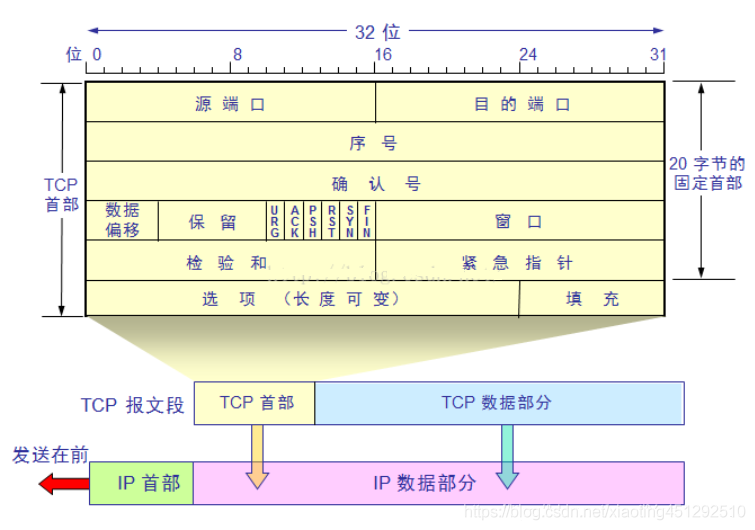 32 位
位 0 8 16 24 31
源 端 口 目 的 端 口
序 号
TCP
首部
20 字节的
固定首部
确 认 号
数据
偏移
保 留
URG
ACK
PSH
RST
SYN
FIN
窗 口
检 验 和 紧 急 指 针
选 项 （长 度 可 变） 填 充
TCP 报文段 TCP 首部 TCP 数据部分
发送在前
IP 首部 IP 数据部分
https://blog.csdn.net/xiaoting451292510